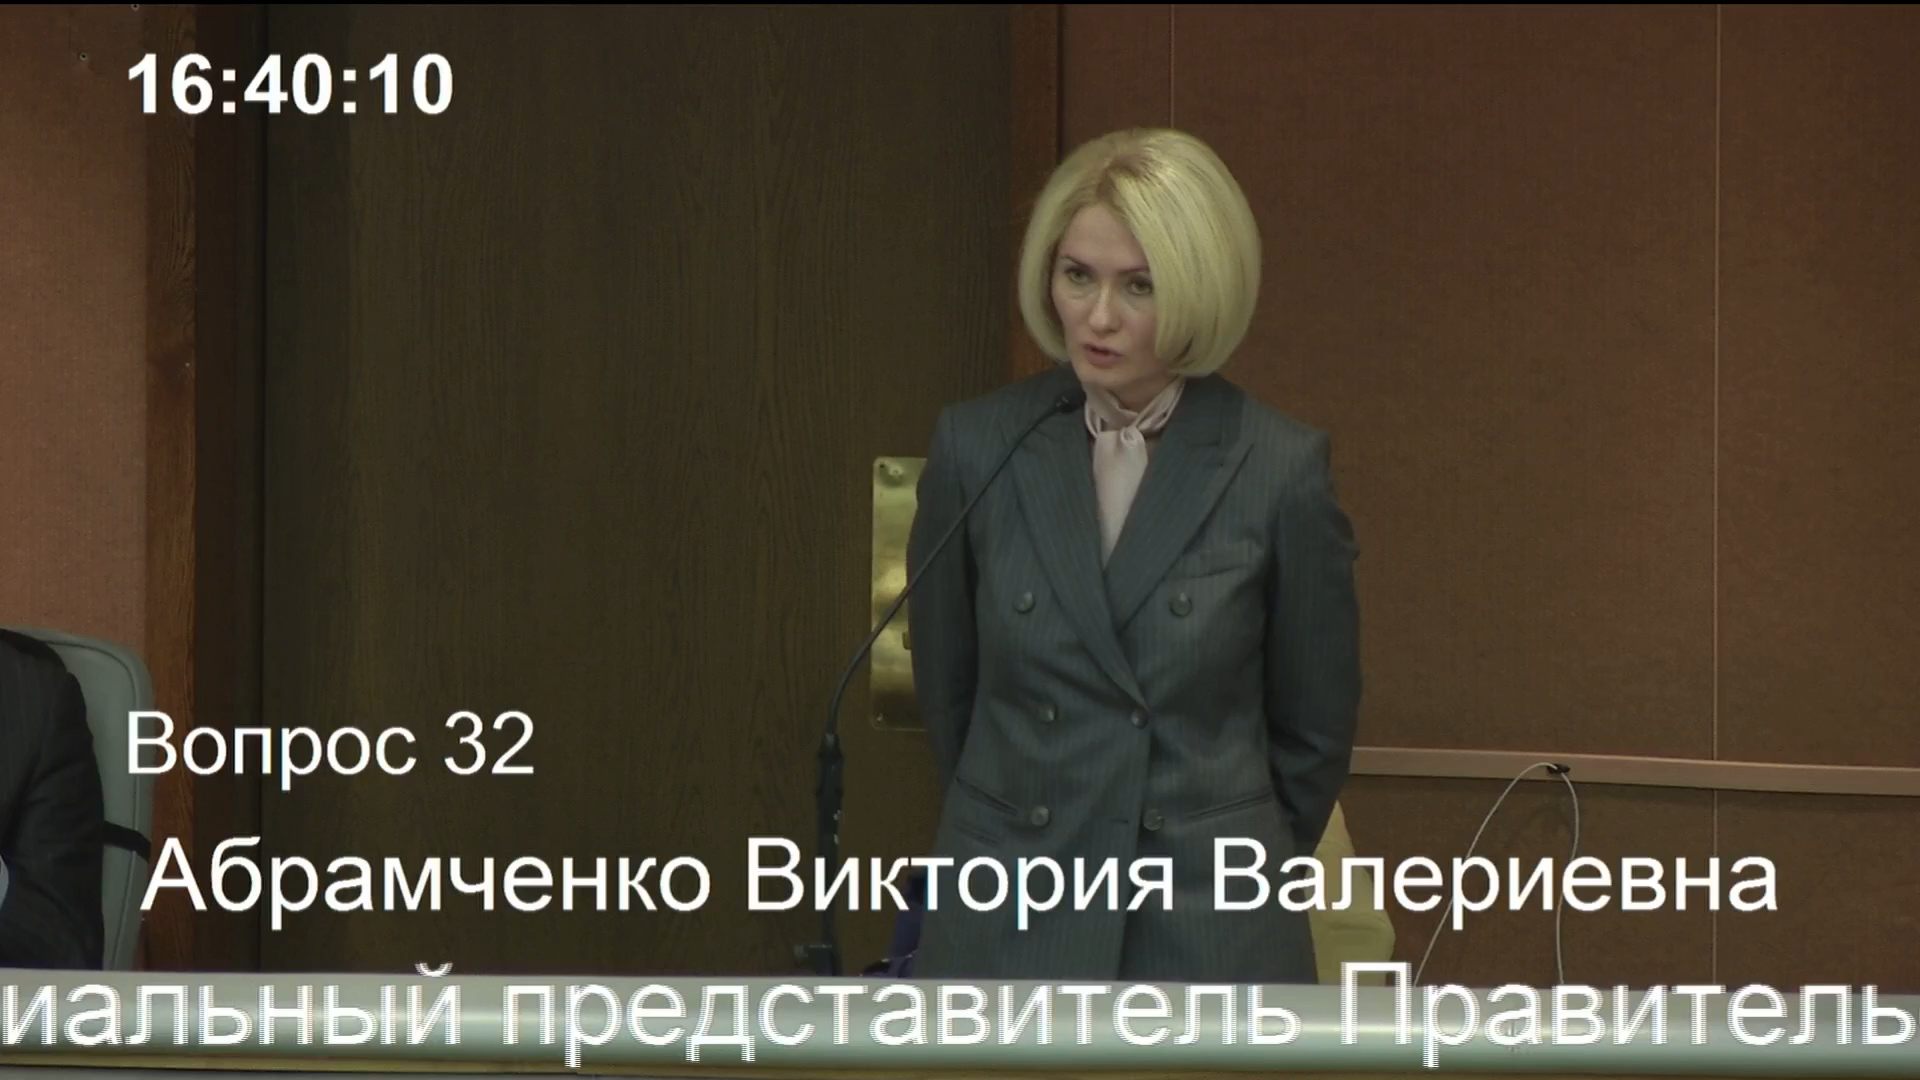 16:40:10
Вопрос 32
Абрамченко Виктория Валериевна
иальный представитель Правитель